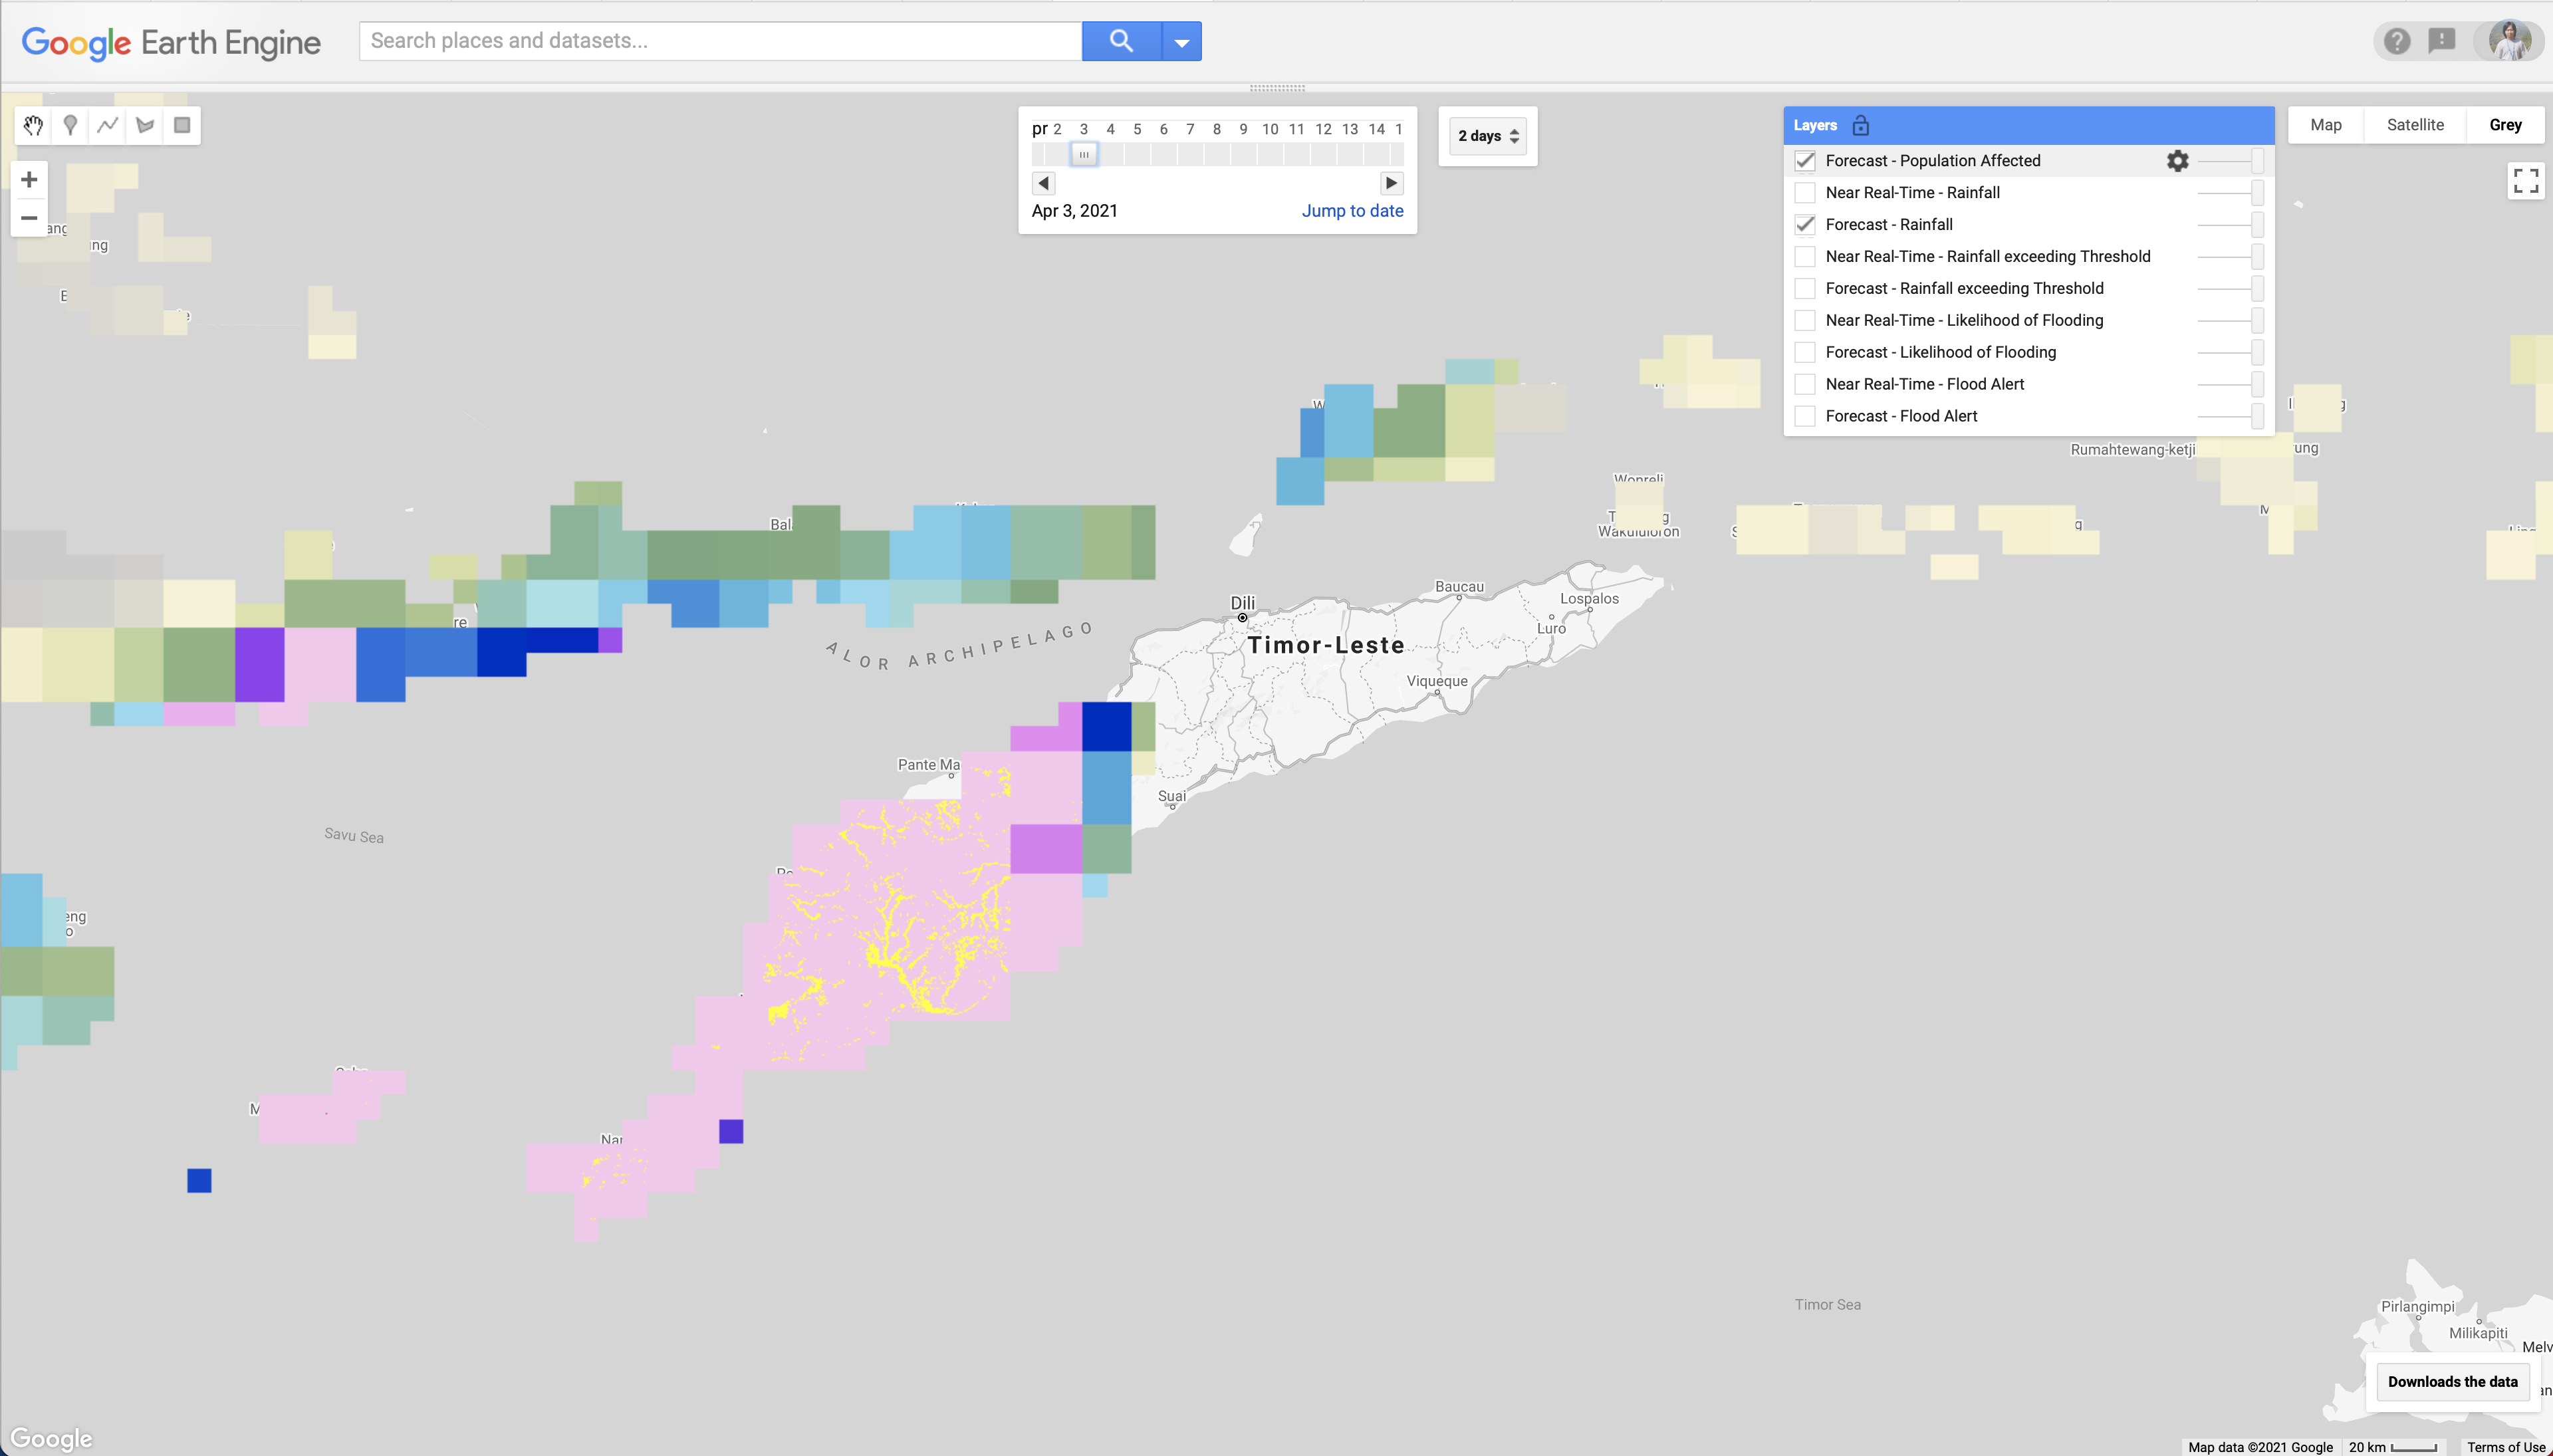 Google Earth Engine
Search places and datasets...
pr 2 3 4 5 6 7 8 9 10 11 12 13 14 1
Apr 3, 2021 Jump to date
2 days
Layers
Forecast - Population Affected
Near Real-Time - Rainfall
Forecast - Rainfall
Near Real-Time - Rainfall exceeding Threshold
Forecast - Rainfall exceeding Threshold
Near Real-Time - Likelihood of Flooding
Forecast - Likelihood of Flooding
Near Real-Time - Flood Alert
Forecast - Flood Alert
Map Satellite Grey
Rumahtewang-ketji
Wonreli
Wakululoron
Bal
Dili
Baucau
Lospalos
Luro
Timor-Leste
Viqueque
ALOR ARCHIPELAGO
Pante Ma
Suai
Savu Sea
Nar
Timor Sea
Pirlangimpi
Milikapiti
Melv
Downloads the data
Google
Map data ©2021 Google 20 km Terms of Use